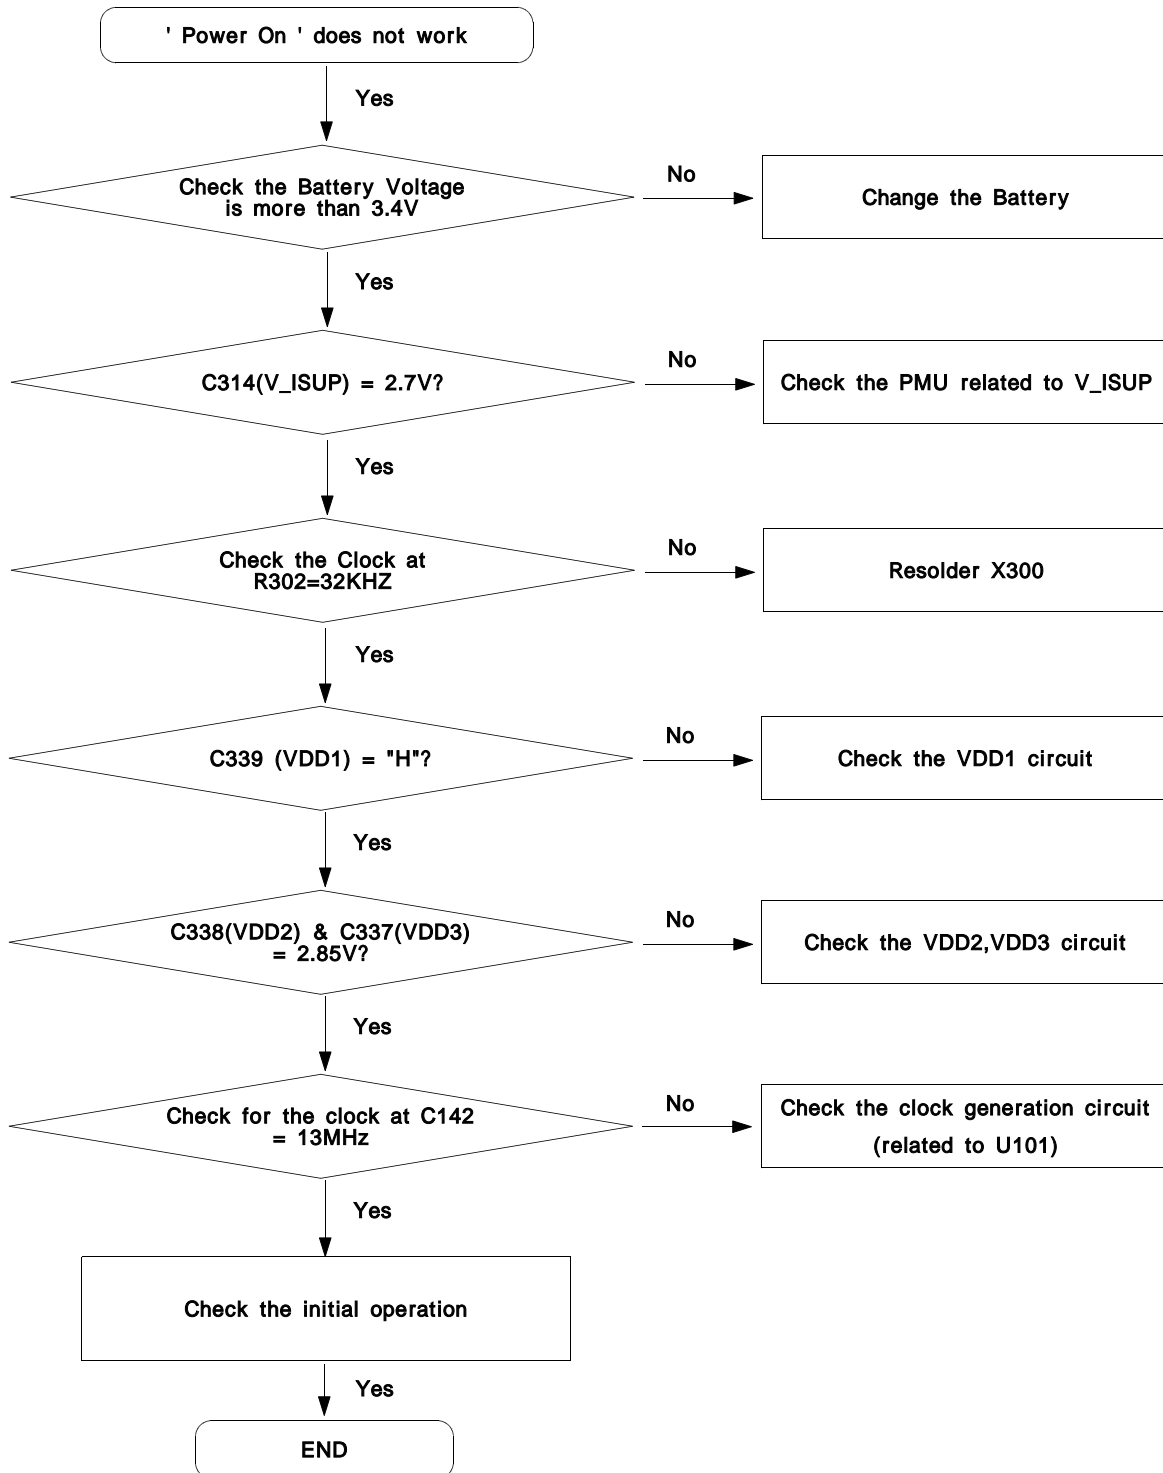 ' Power On ' does not work
Yes
Check the Battery Voltage
is more than 3.4V
No
Change the Battery
Yes
C314(V_ISUP) = 2.7V?
No
Check the PMU related to V_ISUP
Yes
Check the Clock at
R302=32KHZ
No
Resolder X300
Yes
C339 (VDD1) = "H"?
No
Check the VDD1 circuit
Yes
C338(VDD2) & C337(VDD3)
= 2.85V?
No
Check the VDD2,VDD3 circuit
Yes
Check for the clock at C142
= 13MHz
No
Check the clock generation circuit
(related to U101)
Yes
Check the initial operation
Yes
END